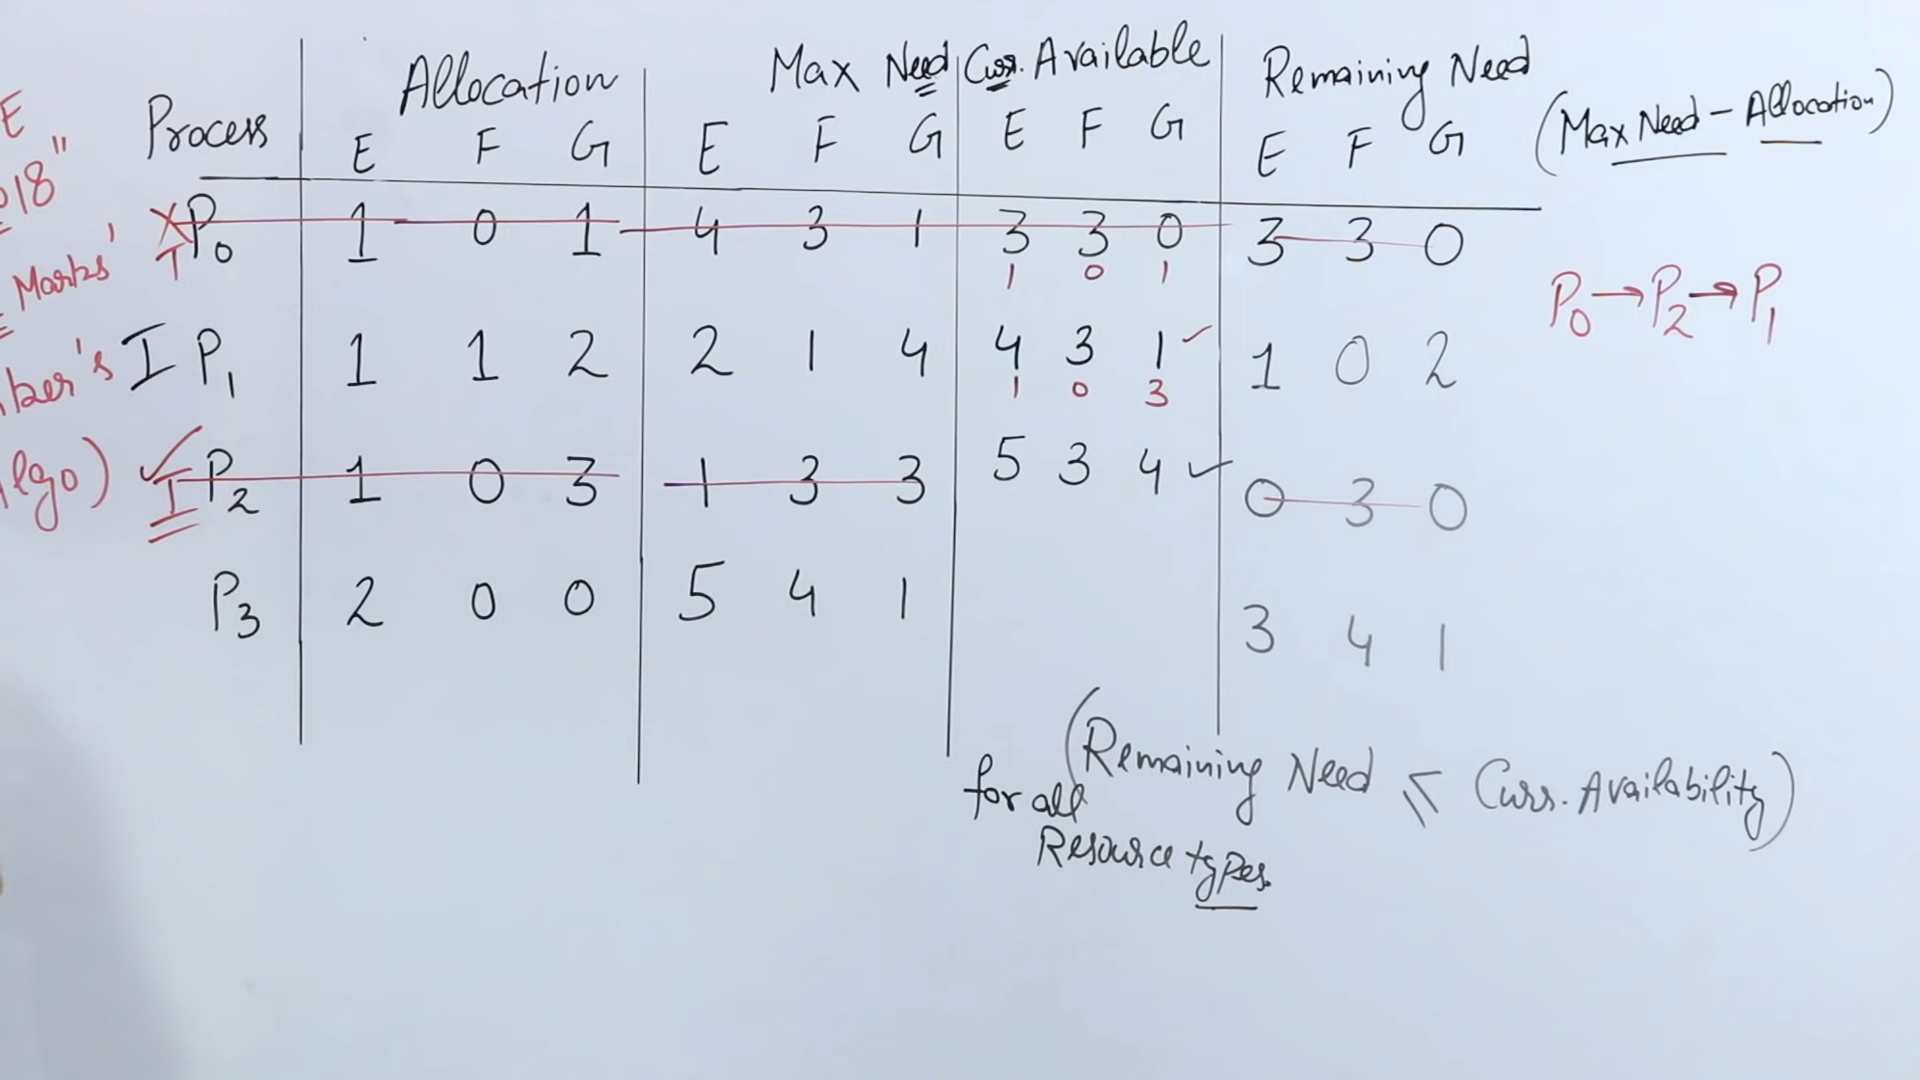 Allocation Max Need Curr. Available Remaining Need
(Max Need - Allocation)
Process E F G E F G E F G E F G
E
018"
Marks'
X P0 1 0 1 4 3 1 3 3 0 3 3 0
T 1 0 1
P0→P2→P1
ker's I P1 1 1 2 2 1 4 4 3 1 ✓ 1 0 2
1 0 3
lgo) ✓ I P2 1 0 3 1 3 3 5 3 4 ✓ 0 3 0
P3 2 0 0 5 4 1 3 4 1
(Remaining Need ≤ Curr. Availability)
for all
Resource types.